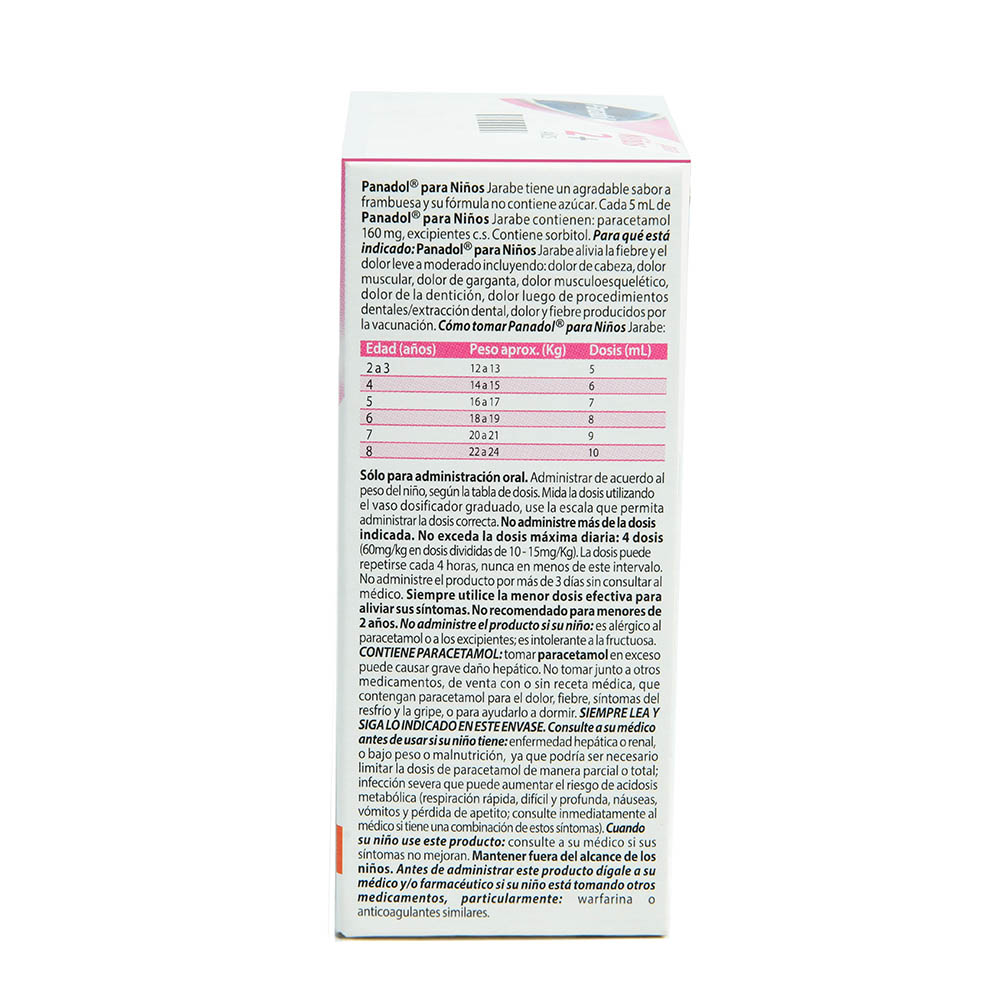 Panadol® para Niños Jarabe tiene un agradable sabor a
frambuesa y su fórmula no contiene azúcar. Cada 5 mL de
Panadol® para Niños Jarabe contienen: paracetamol
160 mg, excipientes c.s. Contiene sorbitol. Para qué está
indicado: Panadol® para Niños Jarabe alivia la fiebre y el
dolor leve a moderado incluyendo: dolor de cabeza, dolor
muscular, dolor de garganta, dolor musculoesquelético,
dolor de la dentición, dolor luego de procedimientos
dentales/extracción dental, dolor y fiebre producidos por
la vacunación. Cómo tomar Panadol® para Niños Jarabe:
Edad (años) Peso aprox. (Kg) Dosis (mL)
2 a 3 12 a 13 5
4 14 a 15 6
5 16 a 17 7
6 18 a 19 8
7 20 a 21 9
8 22 a 24 10
Sólo para administración oral. Administrar de acuerdo al
peso del niño, según la tabla de dosis. Mida la dosis utilizando
el vaso dosificador graduado, use la escala que permita
administrar la dosis correcta. No administre más de la dosis
indicada. No exceda la dosis máxima diaria: 4 dosis
(60mg/kg en dosis divididas de 10 - 15mg/Kg). La dosis puede
repetirse cada 4 horas, nunca en menos de este intervalo.
No administre el producto por más de 3 días sin consultar al
médico. Siempre utilice la menor dosis efectiva para
aliviar sus síntomas. No recomendado para menores de
2 años. No administre el producto si su niño: es alérgico al
paracetamol o a los excipientes; es intolerante a la fructuosa.
CONTIENE PARACETAMOL: tomar paracetamol en exceso
puede causar grave daño hepático. No tomar junto a otros
medicamentos, de venta con o sin receta médica, que
contengan paracetamol para el dolor, fiebre, síntomas del
resfrío y la gripe, o para ayudarlo a dormir. SIEMPRE LEA Y
SIGA LO INDICADO EN ESTE ENVASE. Consulte a su médico
antes de usar si su niño tiene: enfermedad hepática o renal,
o bajo peso o malnutrición, ya que podría ser necesario
limitar la dosis de paracetamol de manera parcial o total;
infección severa que puede aumentar el riesgo de acidosis
metabólica (respiración rápida, difícil y profunda, náuseas,
vómitos y pérdida de apetito; consulte inmediatamente al
médico si tiene una combinación de estos síntomas). Cuando
su niño use este producto: consulte a su médico si sus
síntomas no mejoran. Mantener fuera del alcance de los
niños. Antes de administrar este producto dígale a su
médico y/o farmacéutico si su niño está tomando otros
medicamentos, particularmente: warfarina o
anticoagulantes similares.